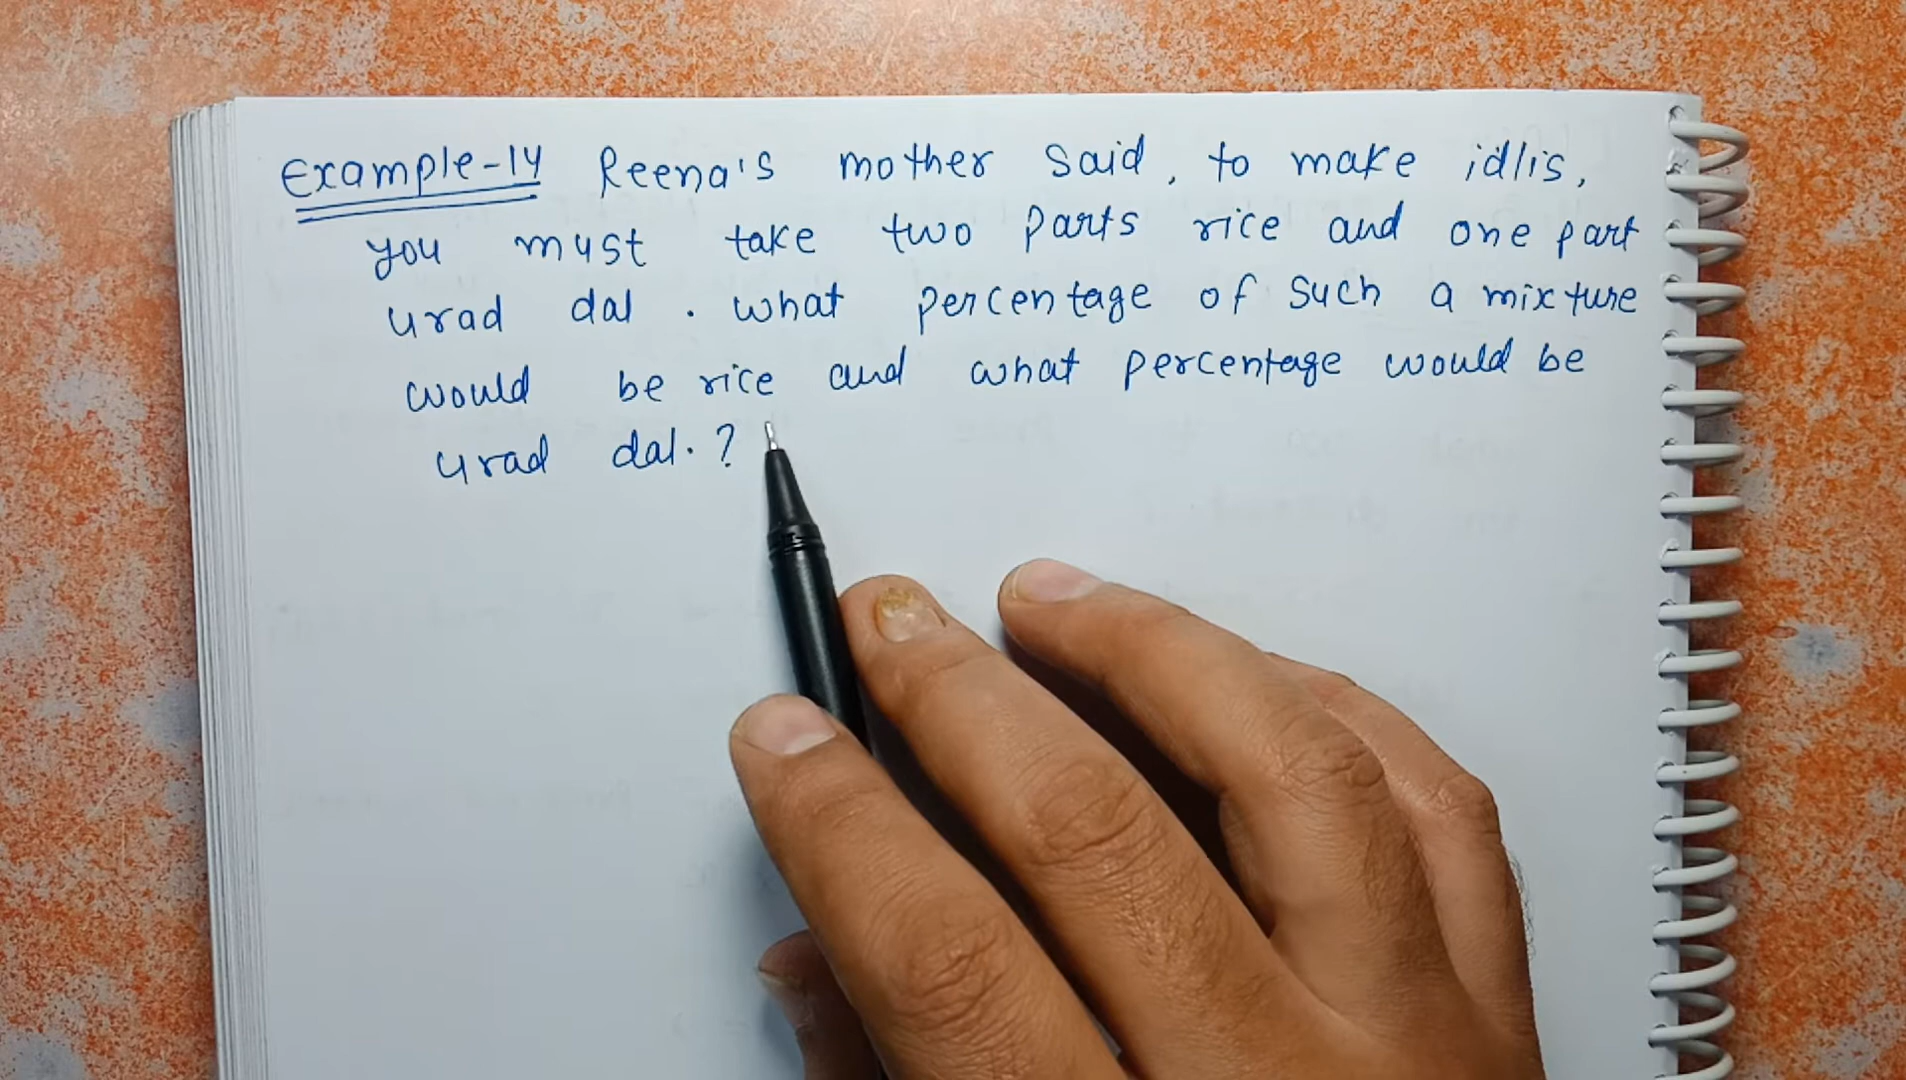 Example-14 Reena's mother said, to make idlis,
you must take two parts rice and one part
urad dal. what percentage of such a mixture
would be rice and what percentage would be
urad dal.?